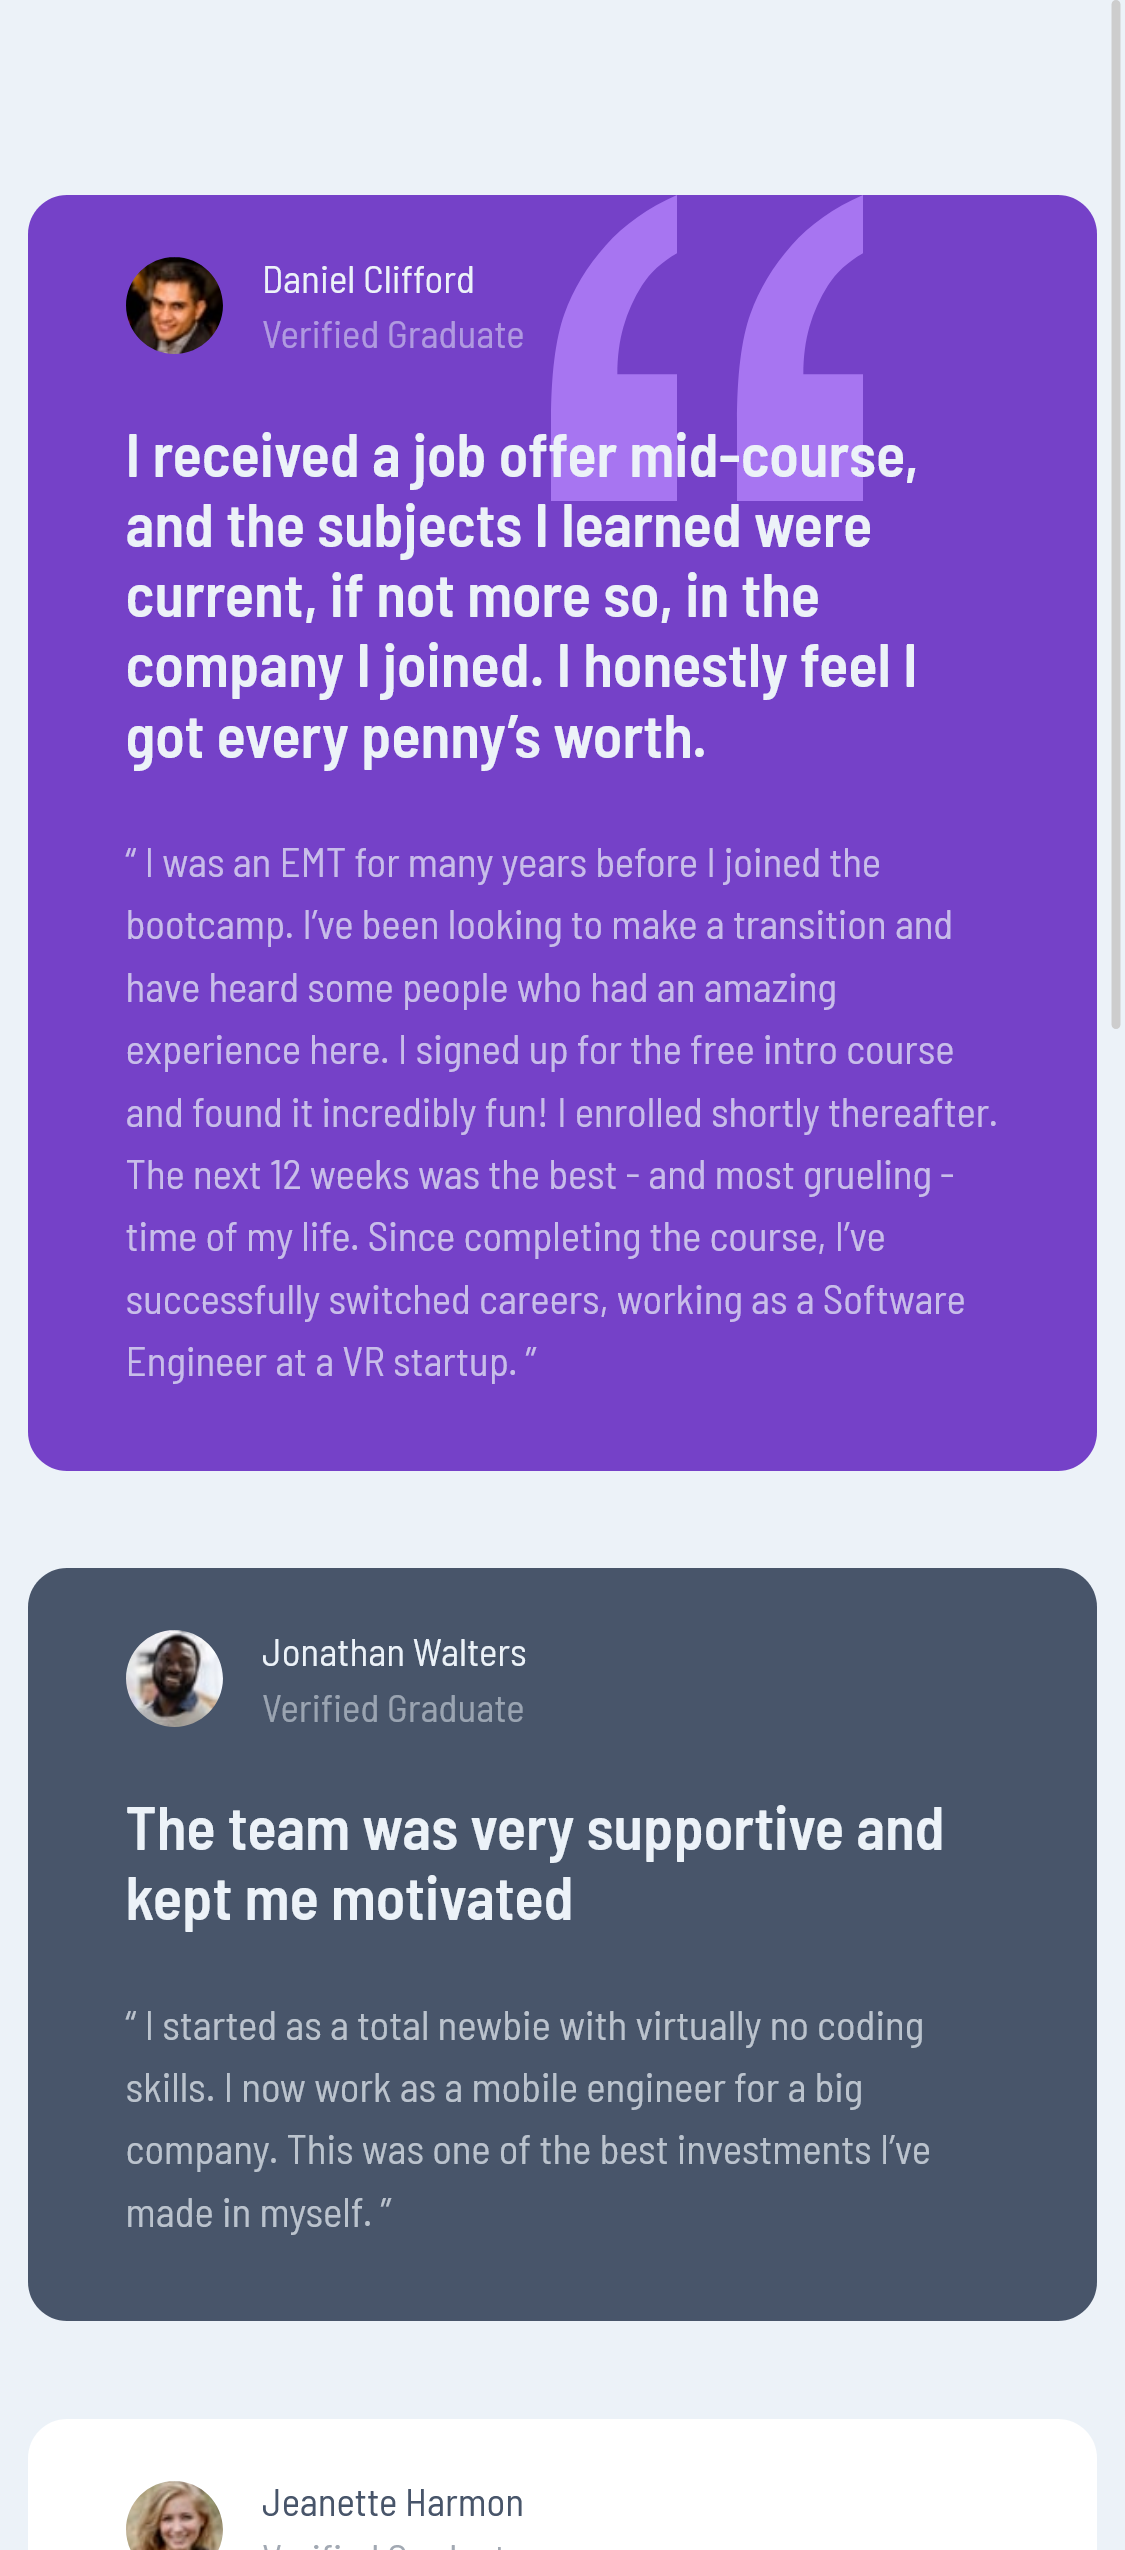 Daniel Clifford
Verified Graduate
I received a job offer mid-course,
and the subjects I learned were
current, if not more so, in the
company I joined. I honestly feel I
got every penny’s worth.
“ I was an EMT for many years before I joined the
bootcamp. I’ve been looking to make a transition and
have heard some people who had an amazing
experience here. I signed up for the free intro course
and found it incredibly fun! I enrolled shortly thereafter.
The next 12 weeks was the best - and most grueling -
time of my life. Since completing the course, I’ve
successfully switched careers, working as a Software
Engineer at a VR startup. ”
Jonathan Walters
Verified Graduate
The team was very supportive and
kept me motivated
“ I started as a total newbie with virtually no coding
skills. I now work as a mobile engineer for a big
company. This was one of the best investments I’ve
made in myself. ”
Jeanette Harmon